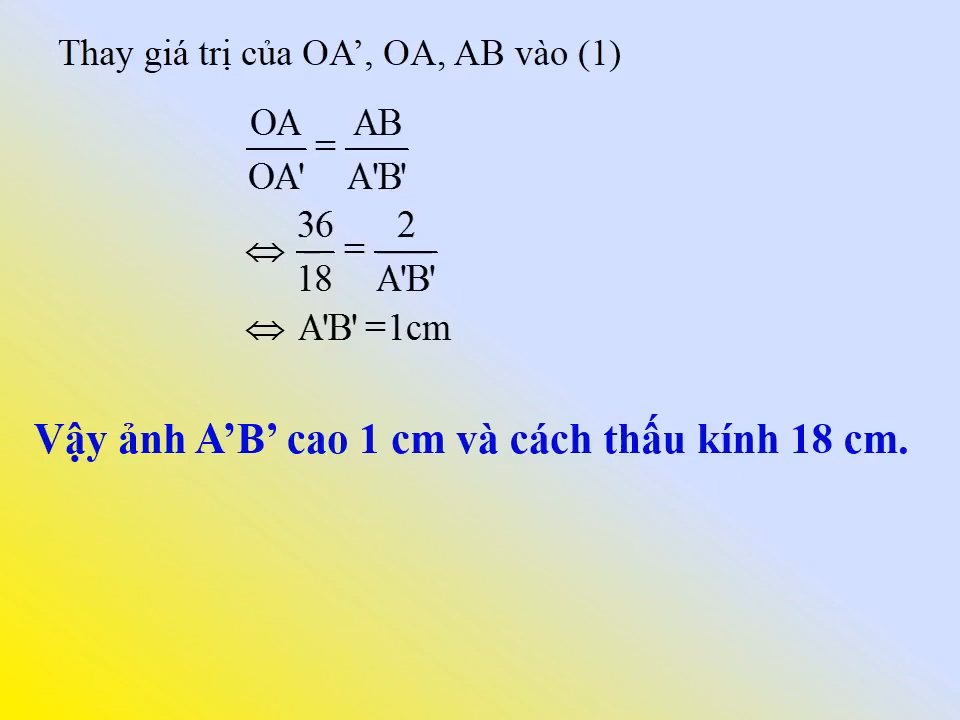 Thay giá trị của OA’, OA, AB vào (1)
OA/OA' = AB/A'B'
⇔ 36/18 = 2/A'B'
⇔ A'B' =1cm
Vậy ảnh A’B’ cao 1 cm và cách thấu kính 18 cm.